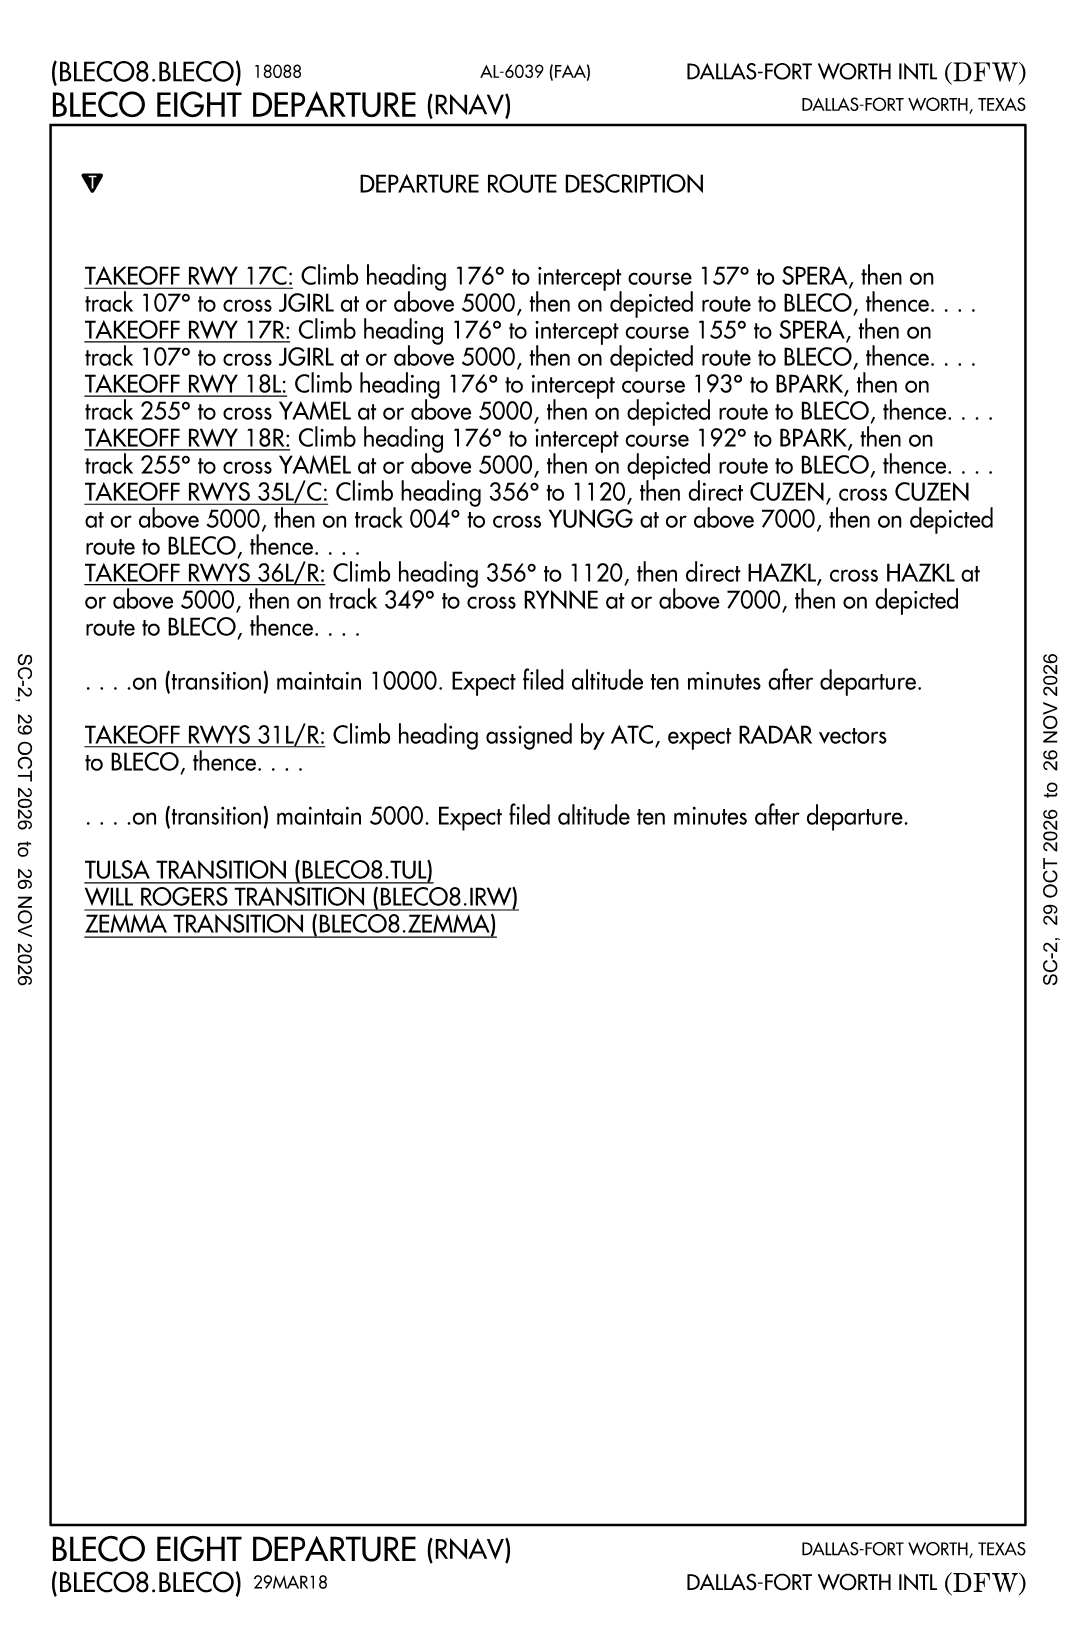 (BLECO8.BLECO) 18088 AL-6039 (FAA) DALLAS-FORT WORTH INTL (DFW)
BLECO EIGHT DEPARTURE (RNAV) DALLAS-FORT WORTH, TEXAS
T DEPARTURE ROUTE DESCRIPTION
TAKEOFF RWY 17C: Climb heading 176° to intercept course 157° to SPERA, then on
track 107° to cross JGIRL at or above 5000, then on depicted route to BLECO, thence. . . .
TAKEOFF RWY 17R: Climb heading 176° to intercept course 155° to SPERA, then on
track 107° to cross JGIRL at or above 5000, then on depicted route to BLECO, thence. . . .
TAKEOFF RWY 18L: Climb heading 176° to intercept course 193° to BPARK, then on
track 255° to cross YAMEL at or above 5000, then on depicted route to BLECO, thence. . . .
TAKEOFF RWY 18R: Climb heading 176° to intercept course 192° to BPARK, then on
track 255° to cross YAMEL at or above 5000, then on depicted route to BLECO, thence. . . .
TAKEOFF RWYS 35L/C: Climb heading 356° to 1120, then direct CUZEN, cross CUZEN
at or above 5000, then on track 004° to cross YUNGG at or above 7000, then on depicted
route to BLECO, thence. . . .
TAKEOFF RWYS 36L/R: Climb heading 356° to 1120, then direct HAZKL, cross HAZKL at
or above 5000, then on track 349° to cross RYNNE at or above 7000, then on depicted
route to BLECO, thence. . . .
. . . .on (transition) maintain 10000. Expect filed altitude ten minutes after departure.
TAKEOFF RWYS 31L/R: Climb heading assigned by ATC, expect RADAR vectors
to BLECO, thence. . . .
. . . .on (transition) maintain 5000. Expect filed altitude ten minutes after departure.
TULSA TRANSITION (BLECO8.TUL)
WILL ROGERS TRANSITION (BLECO8.IRW)
ZEMMA TRANSITION (BLECO8.ZEMMA)
SC-2, 29 OCT 2026 to 26 NOV 2026
SC-2, 29 OCT 2026 to 26 NOV 2026
BLECO EIGHT DEPARTURE (RNAV) DALLAS-FORT WORTH, TEXAS
(BLECO8.BLECO) 29MAR18 DALLAS-FORT WORTH INTL (DFW)